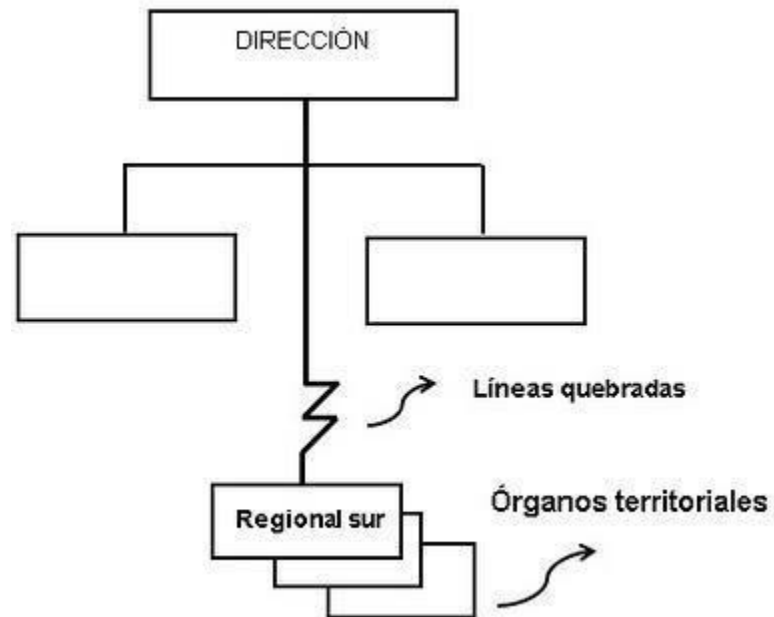 DIRECCIÓN
Líneas quebradas
Regional sur
Órganos territoriales